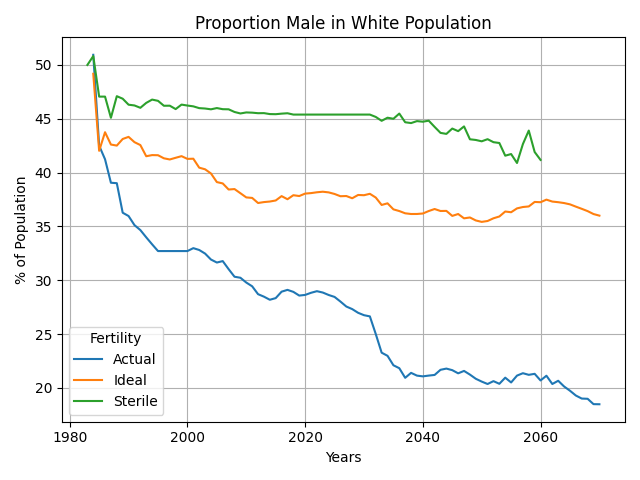 Proportion Male in White Population
% of Population
50
45
40
35
30
25
20
Fertility
Actual
Ideal
Sterile
1980
2000
2020
2040
2060
Years